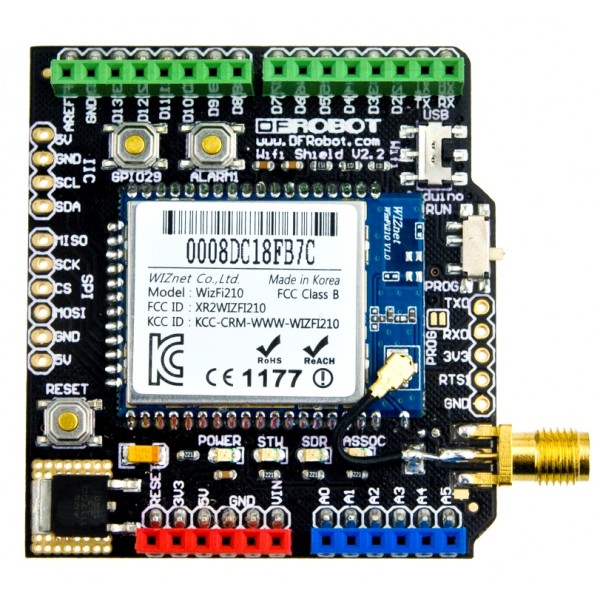 AREF GND D13 D12 D11 D10 D9 D8 D7 D6 D5 D4 D3 D2 TX RX
USB
DFROBOT
www.DFRobot.com
Wifi Shield V2.2
GPIO29
ALARM1
RUN
PROG
5V
GND
SCL
SDA
IIC
MISO
SCK
CS
MOSI
GND
5V
SPI
RESET
0008DC18FB7C
WIZnet Co.,Ltd. Made in Korea
Model : WizFi210 FCC Class B
FCC ID : XR2WIZFI210
KCC ID : KCC-CRM-WWW-WIZFI210
RoHS
ReACH
CE 1177
WIZnet
WizFi210 V1.0
TXO
RXO
3V3
RTS
GND
PROG
POWER STW SDR ASSOC
RESET 3V3 5V GND VIN A0 A1 A2 A3 A4 A5